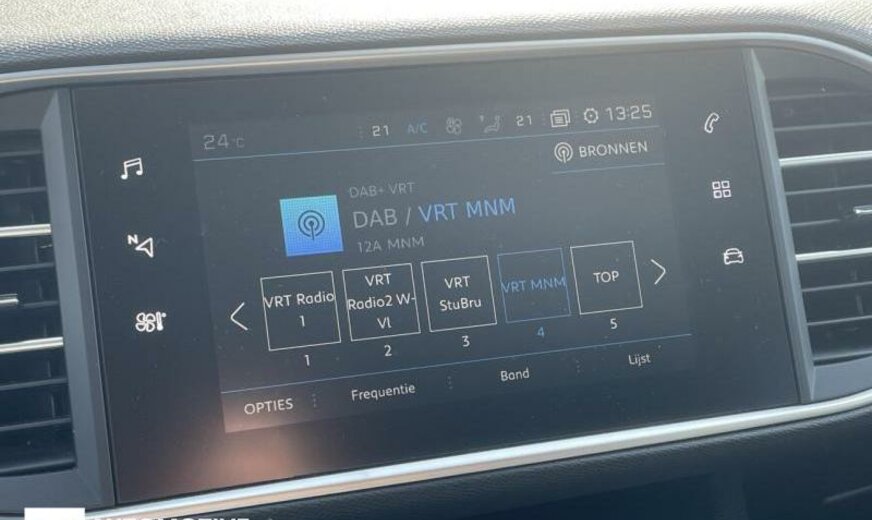 24°C
21 A/C 21 13:25
BRONNEN
N
DAB+ VRT
DAB / VRT MNM
12A MNM
VRT Radio
1
VRT
Radio2 W-
Vl
VRT
StuBru
VRT MNM
TOP
1 2 3 4 5
OPTIES Frequentie Band Lijst